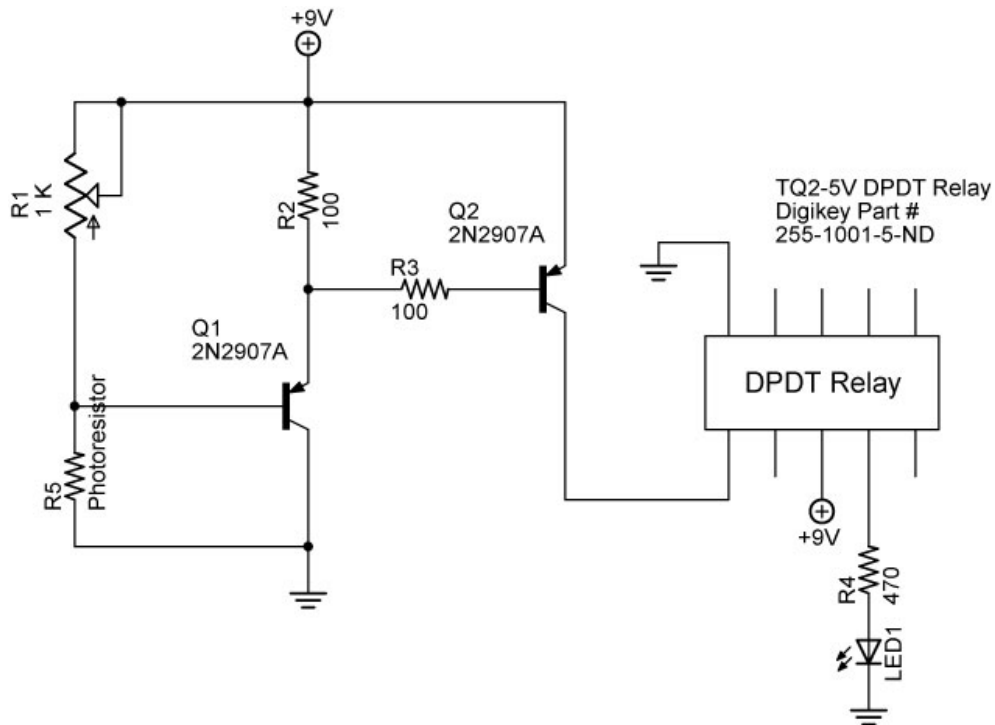 +9V
R1
1 K
R2
100
Q2
2N2907A
TQ2-5V DPDT Relay
Digikey Part #
255-1001-5-ND
R3
100
Q1
2N2907A
DPDT Relay
R5
Photoresistor
+9V
R4
470
LED1